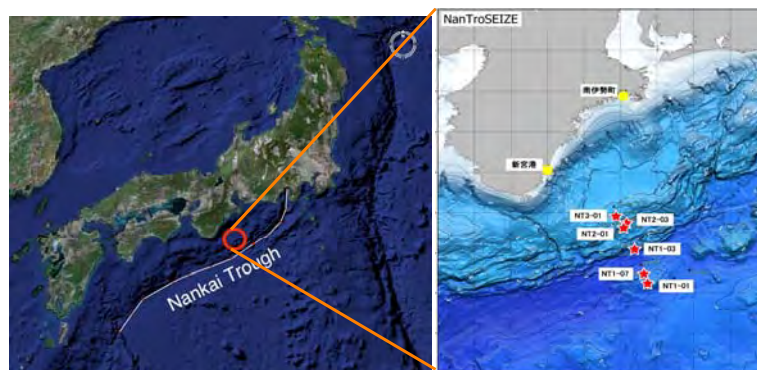 Nankai Trough
NanTroSEIZE
南伊勢町
新宮港
NT3-01
NT2-03
NT2-01
NT1-03
NT1-07
NT1-01